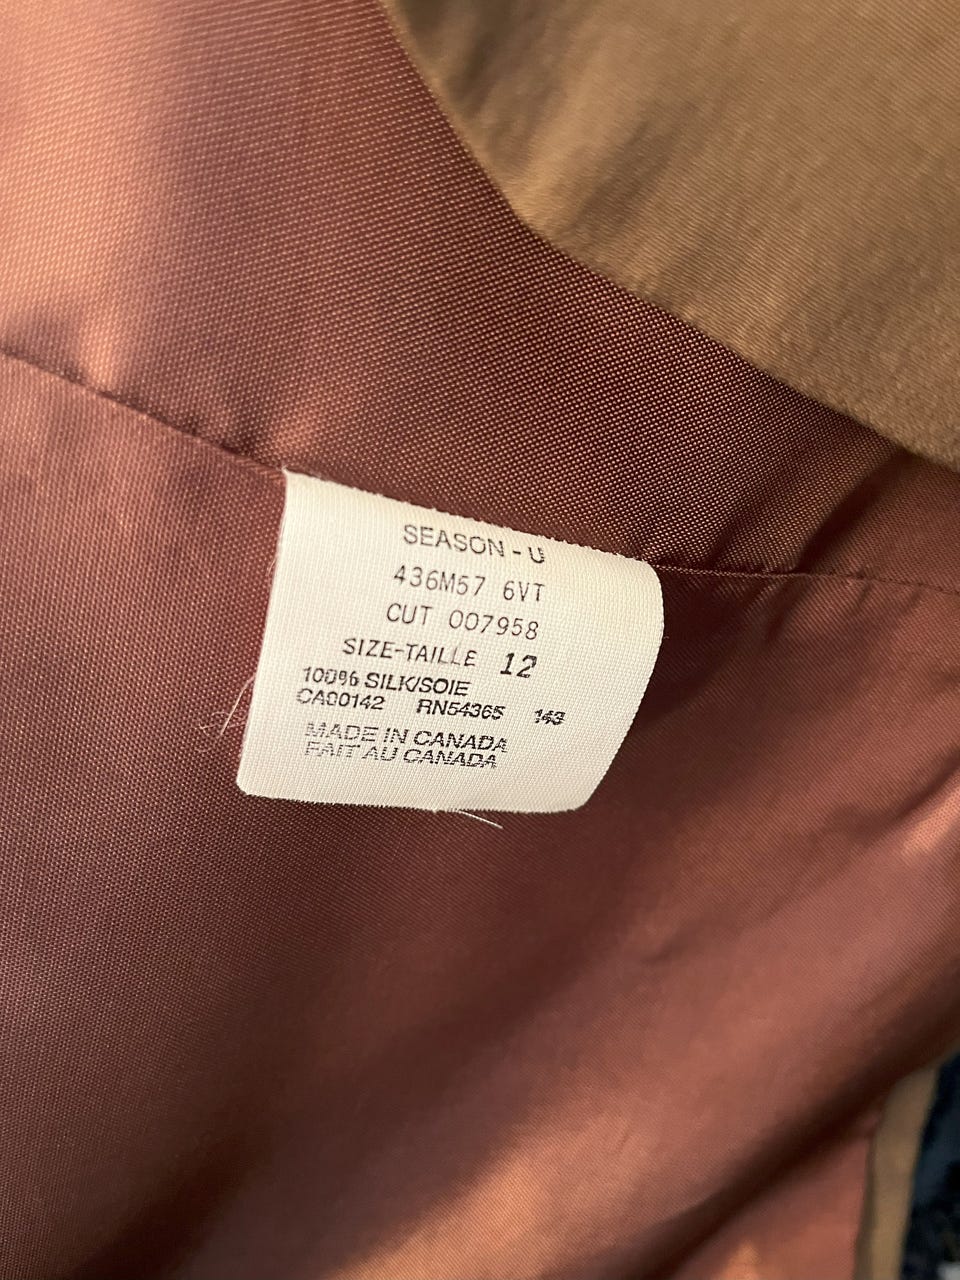 SEASON - U
436M57 6VT
CUT 007958
SIZE-TAILLE 12
100% SILK/SOIE
CA00142 RN54365 143
MADE IN CANADA
FAIT AU CANADA